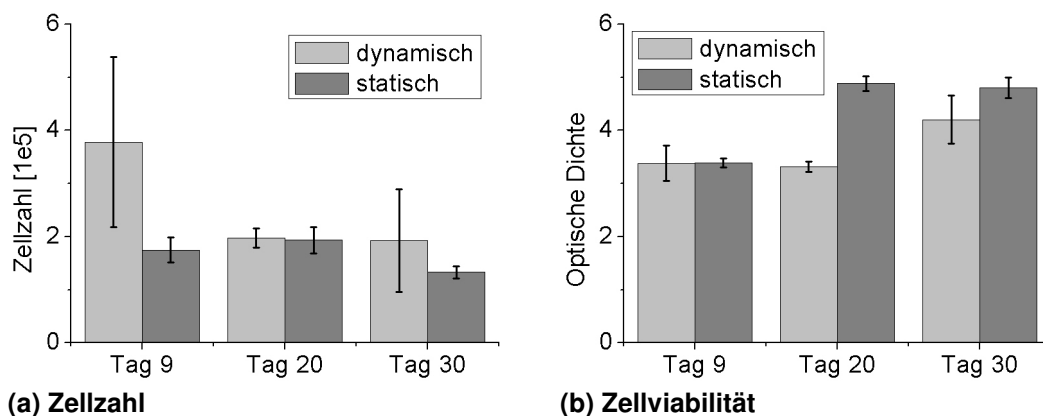 6
4
2
0
Zellzahl [1e5]
dynamisch
statisch
Tag 9 Tag 20 Tag 30
(a) Zellzahl
6
4
2
0
Optische Dichte
dynamisch
statisch
Tag 9 Tag 20 Tag 30
(b) Zellviabilität